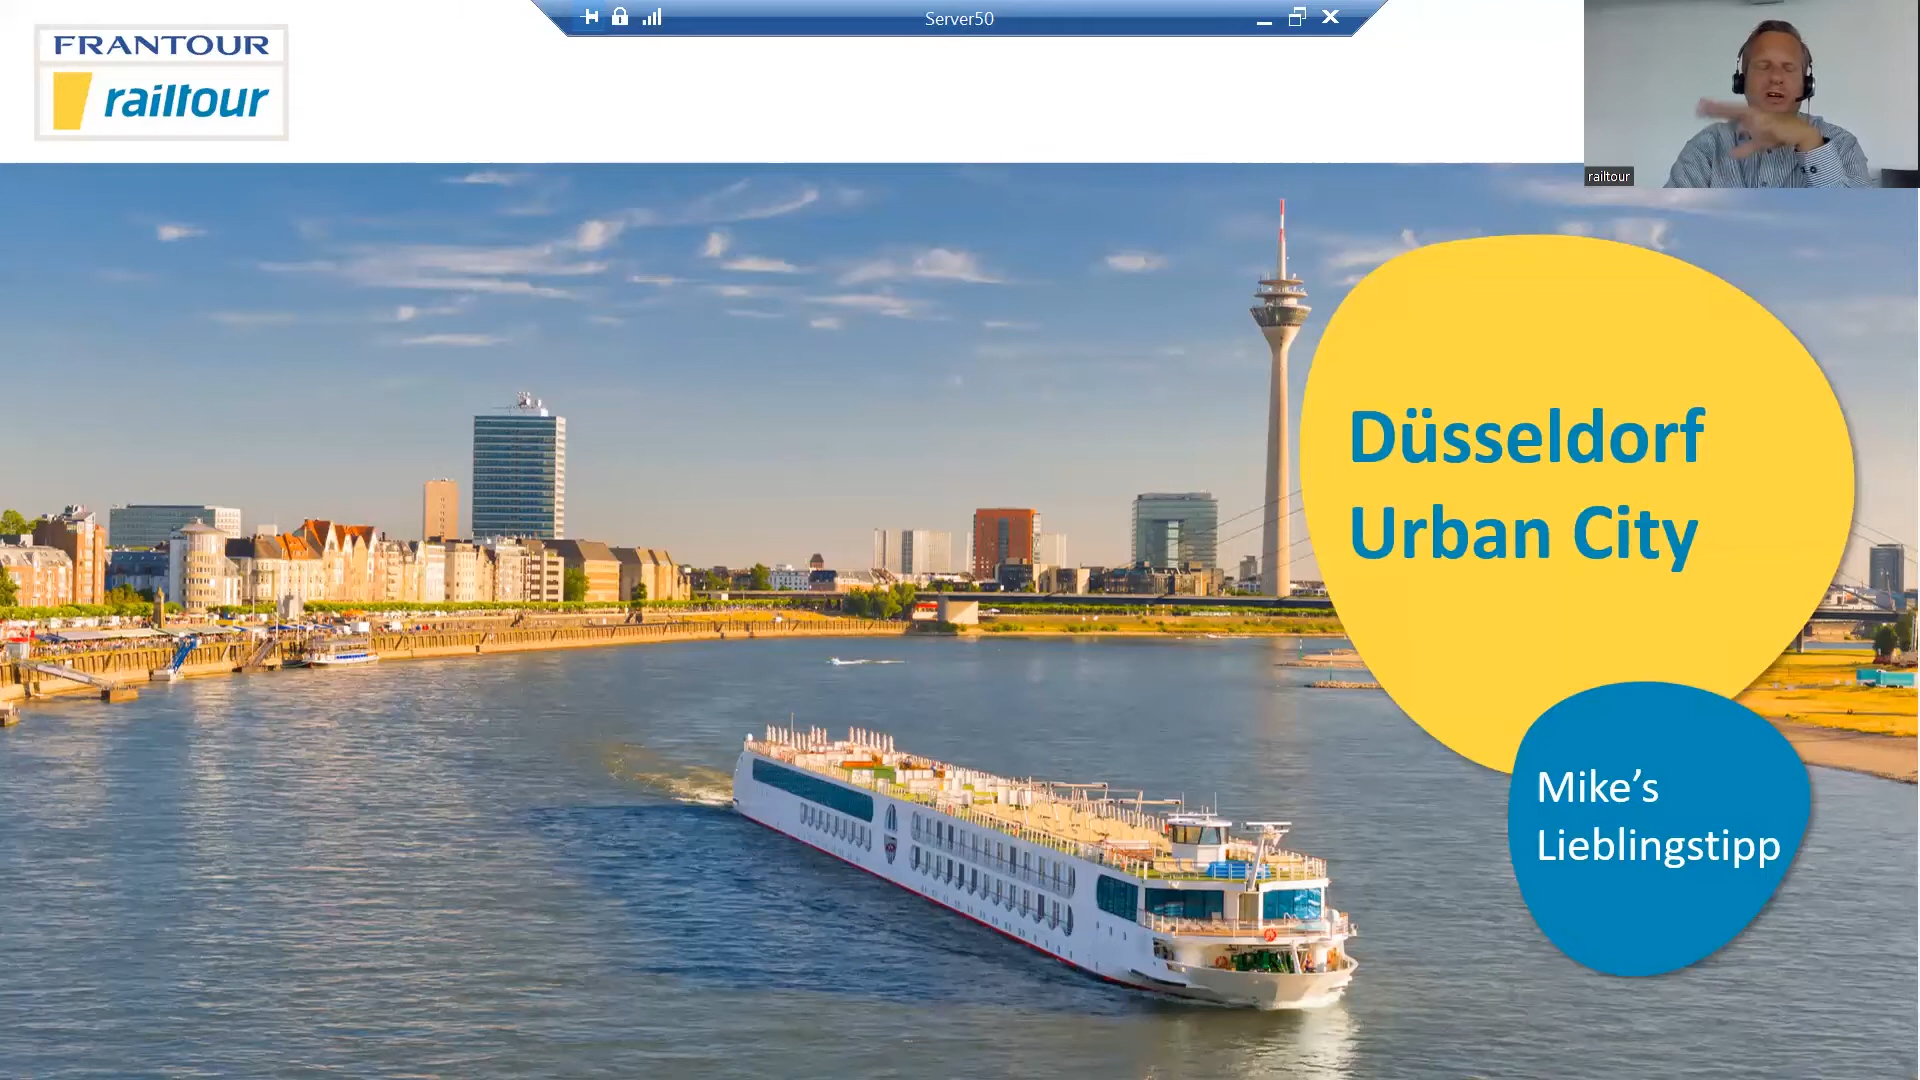 Server50
FRANTOUR
railtour
railtour
Düsseldorf
Urban City
Mike’s
Lieblingstipp